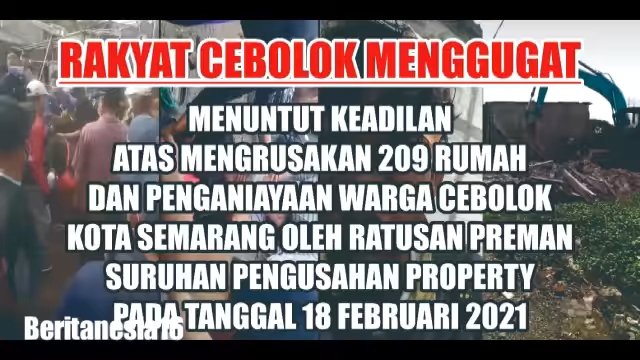 RAKYAT CEBOLOK MENGGUGAT
MENUNTUT KEADILAN
ATAS MENGRUSAKAN 209 RUMAH
DAN PENGANIAYAAN WARGA CEBOLOK
KOTA SEMARANG OLEH RATUSAN PREMAN
SURUHAN PENGUSAHAN PROPERTY
PADA TANGGAL 18 FEBRUARI 2021
Beritanesia16